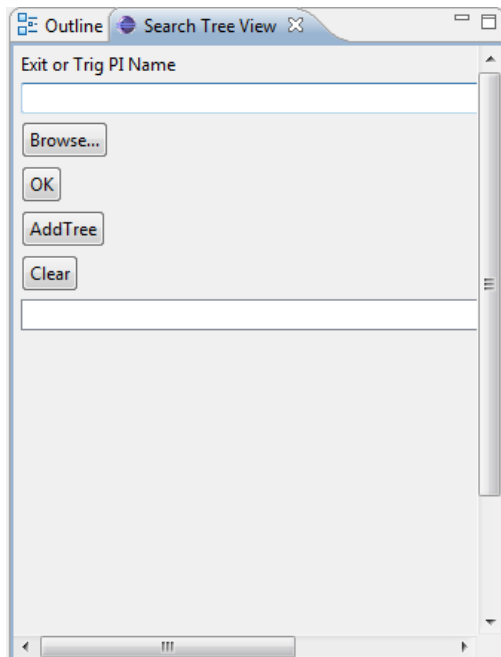 Outline Search Tree View
Exit or Trig PI Name
Browse...
OK
AddTree
Clear